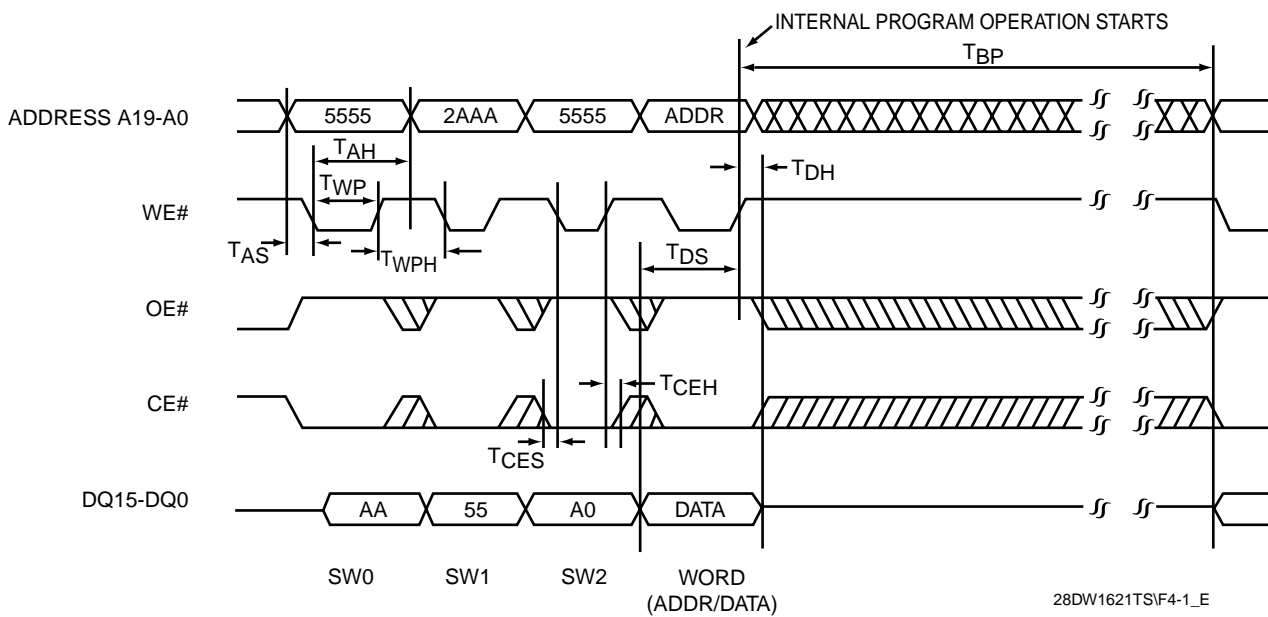 INTERNAL PROGRAM OPERATION STARTS
TBP
ADDRESS A19-A0
5555
2AAA
5555
ADDR
TAH
TDH
TWP
WE#
TAS
TWPH
TDS
OE#
TCEH
CE#
TCES
DQ15-DQ0
AA
55
A0
DATA
SW0
SW1
SW2
WORD
(ADDR/DATA)
28DW1621TS\F4-1_E